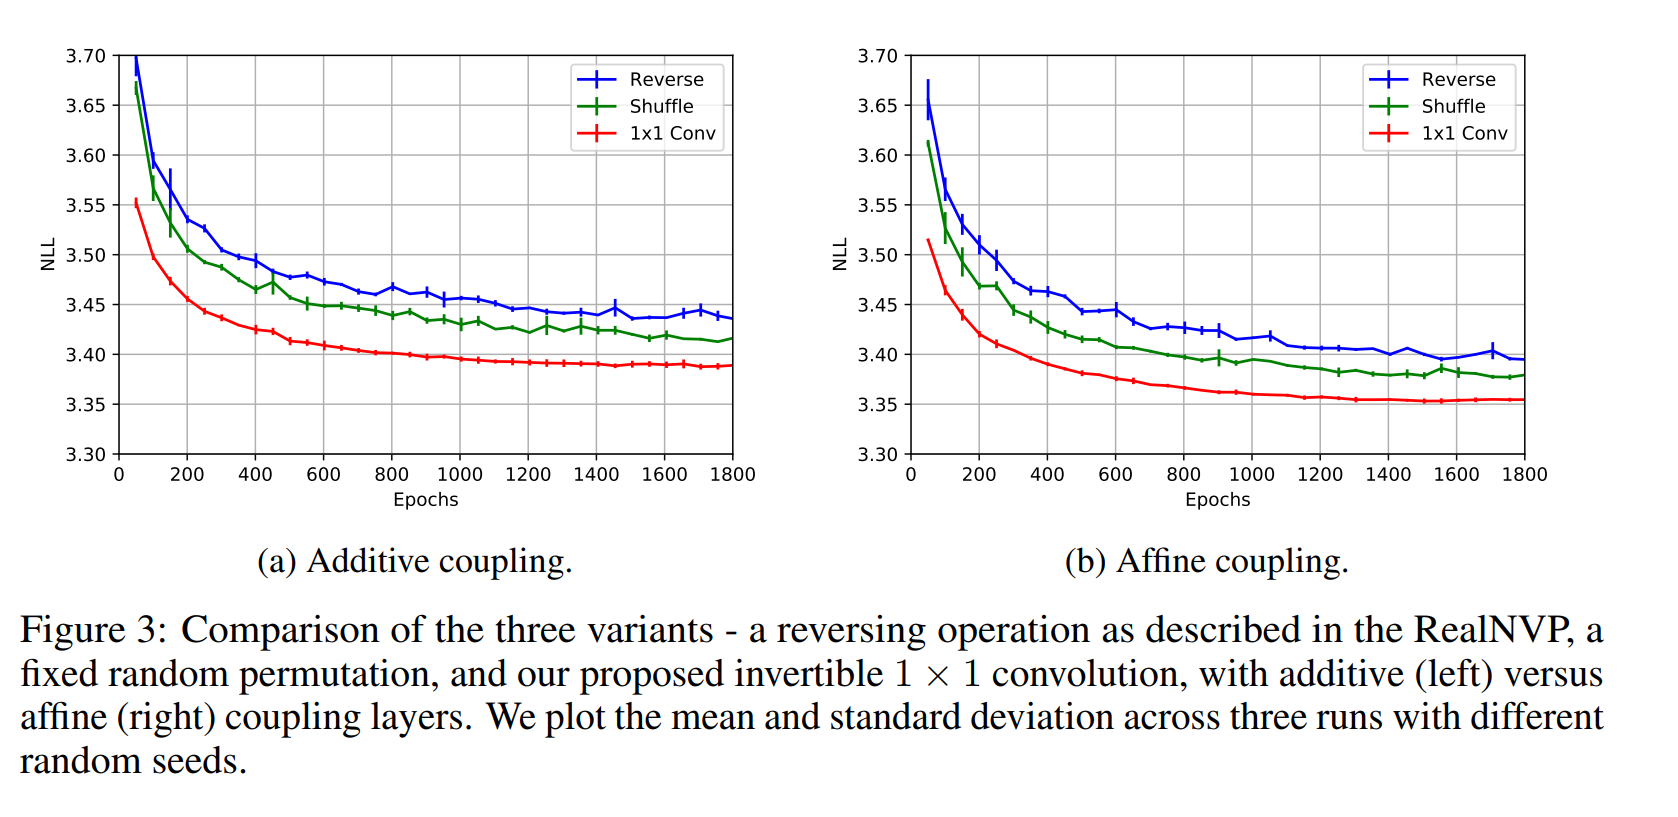 3.70
3.65
3.60
3.55
3.50
3.45
3.40
3.35
3.30
NLL
0 200 400 600 800 1000 1200 1400 1600 1800
Epochs
Reverse
Shuffle
1x1 Conv
(a) Additive coupling.
3.70
3.65
3.60
3.55
3.50
3.45
3.40
3.35
3.30
NLL
0 200 400 600 800 1000 1200 1400 1600 1800
Epochs
Reverse
Shuffle
1x1 Conv
(b) Affine coupling.
Figure 3: Comparison of the three variants - a reversing operation as described in the RealNVP, a
fixed random permutation, and our proposed invertible 1 × 1 convolution, with additive (left) versus
affine (right) coupling layers. We plot the mean and standard deviation across three runs with different
random seeds.